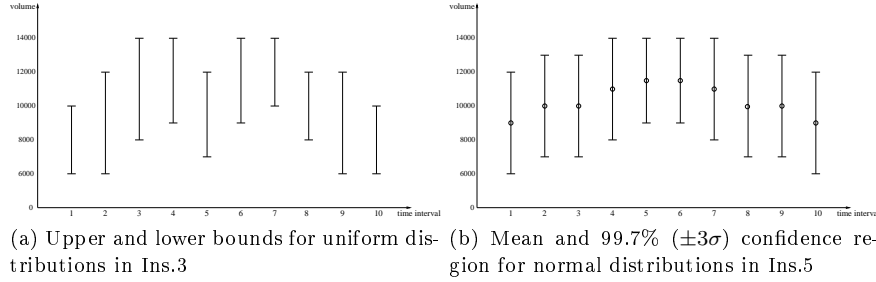 volume
14000
12000
10000
8000
6000
0
1 2 3 4 5 6 7 8 9 10 time interval
(a) Upper and lower bounds for uniform dis-
tributions in Ins.3
volume
14000
12000
10000
8000
6000
0
1 2 3 4 5 6 7 8 9 10 time interval
(b) Mean and 99.7% (±3σ) confidence re-
gion for normal distributions in Ins.5